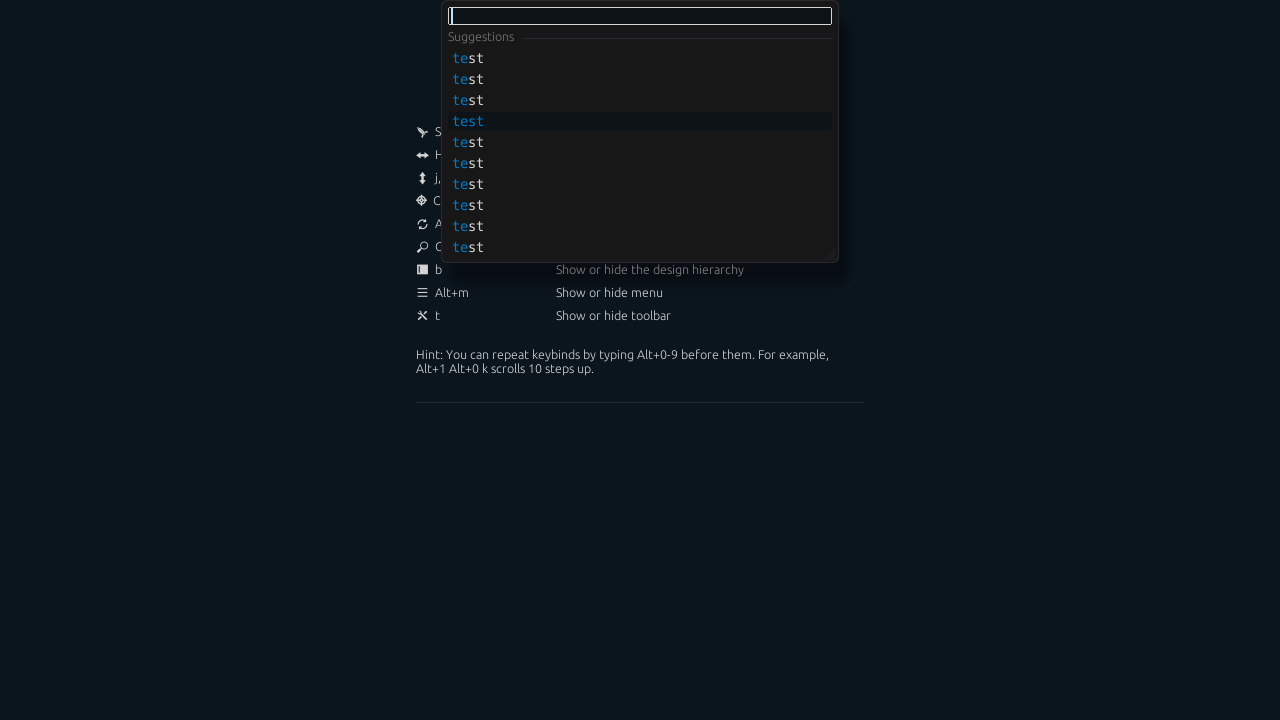 Suggestions
test
test
test
test
test
test
test
test
test
test
S
H
j,
C
A
C
b Show or hide the design hierarchy
Alt+m Show or hide menu
t Show or hide toolbar
Hint: You can repeat keybinds by typing Alt+0-9 before them. For example,
Alt+1 Alt+0 k scrolls 10 steps up.